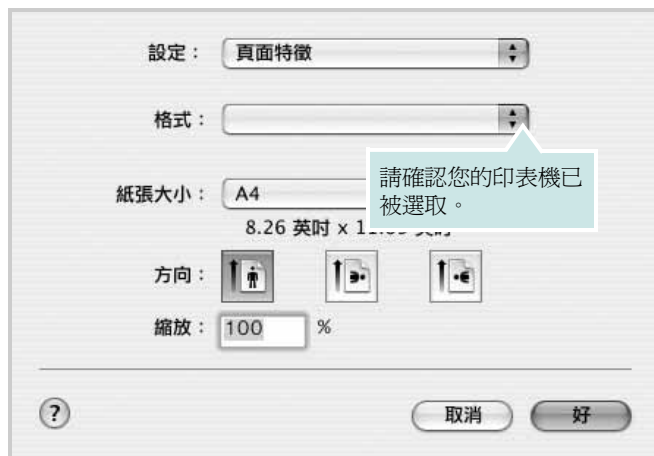 設定： 頁面特徵
格式：
請確認您的印表機已
被選取。
紙張大小： A4
8.26 英吋 x 11
方向：
縮放： 100 %
?
取消 好